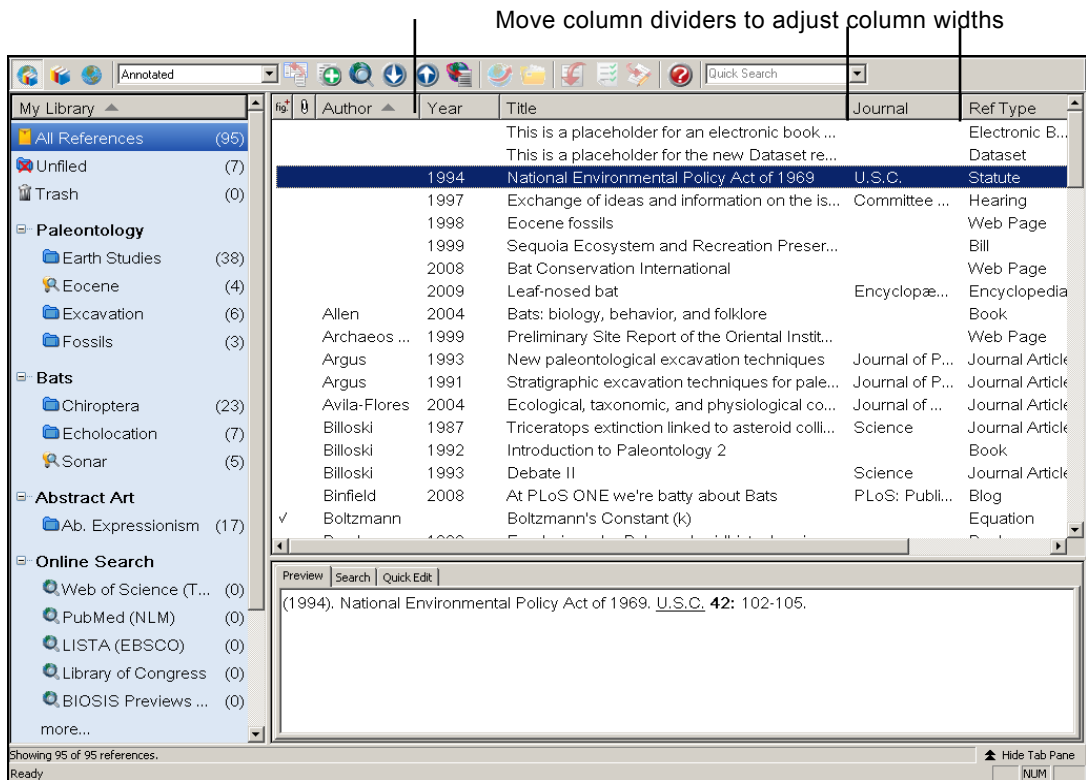 Move column dividers to adjust column widths
Annotated
Quick Search
My Library
All References (95)
Unfiled (7)
Trash (0)
Paleontology
Earth Studies (38)
Eocene (4)
Excavation (6)
Fossils (3)
Bats
Chiroptera (23)
Echolocation (7)
Sonar (5)
Abstract Art
Ab. Expressionism (17)
Online Search
Web of Science (T... (0)
PubMed (NLM) (0)
LISTA (EBSCO) (0)
Library of Congress (0)
BIOSIS Previews ... (0)
more...
fig+ Author Year Title Journal Ref Type
This is a placeholder for an electronic book ... Electronic B...
This is a placeholder for the new Dataset re... Dataset
1994 National Environmental Policy Act of 1969 U.S.C. Statute
1997 Exchange of ideas and information on the is... Committee ... Hearing
1998 Eocene fossils Web Page
1999 Sequoia Ecosystem and Recreation Preser... Bill
2008 Bat Conservation International Web Page
2009 Leaf-nosed bat Encyclopæ... Encyclopedia
Allen 2004 Bats: biology, behavior, and folklore Book
Archaeos ... 1999 Preliminary Site Report of the Oriental Instit... Web Page
Argus 1993 New paleontological excavation techniques Journal of P... Journal Article
Argus 1991 Stratigraphic excavation techniques for pale... Journal of P... Journal Article
Avila-Flores 2004 Ecological, taxonomic, and physiological co... Journal of ... Journal Article
Billoski 1987 Triceratops extinction linked to asteroid colli... Science Journal Article
Billoski 1992 Introduction to Paleontology 2 Book
Billoski 1993 Debate II Science Journal Article
Binfield 2008 At PLoS ONE we're batty about Bats PLoS: Publi... Blog
Boltzmann Boltzmann's Constant (k) Equation
Preview Search Quick Edit
(1994). National Environmental Policy Act of 1969. U.S.C. 42: 102-105.
Showing 95 of 95 references.
Hide Tab Pane
Ready
NUM